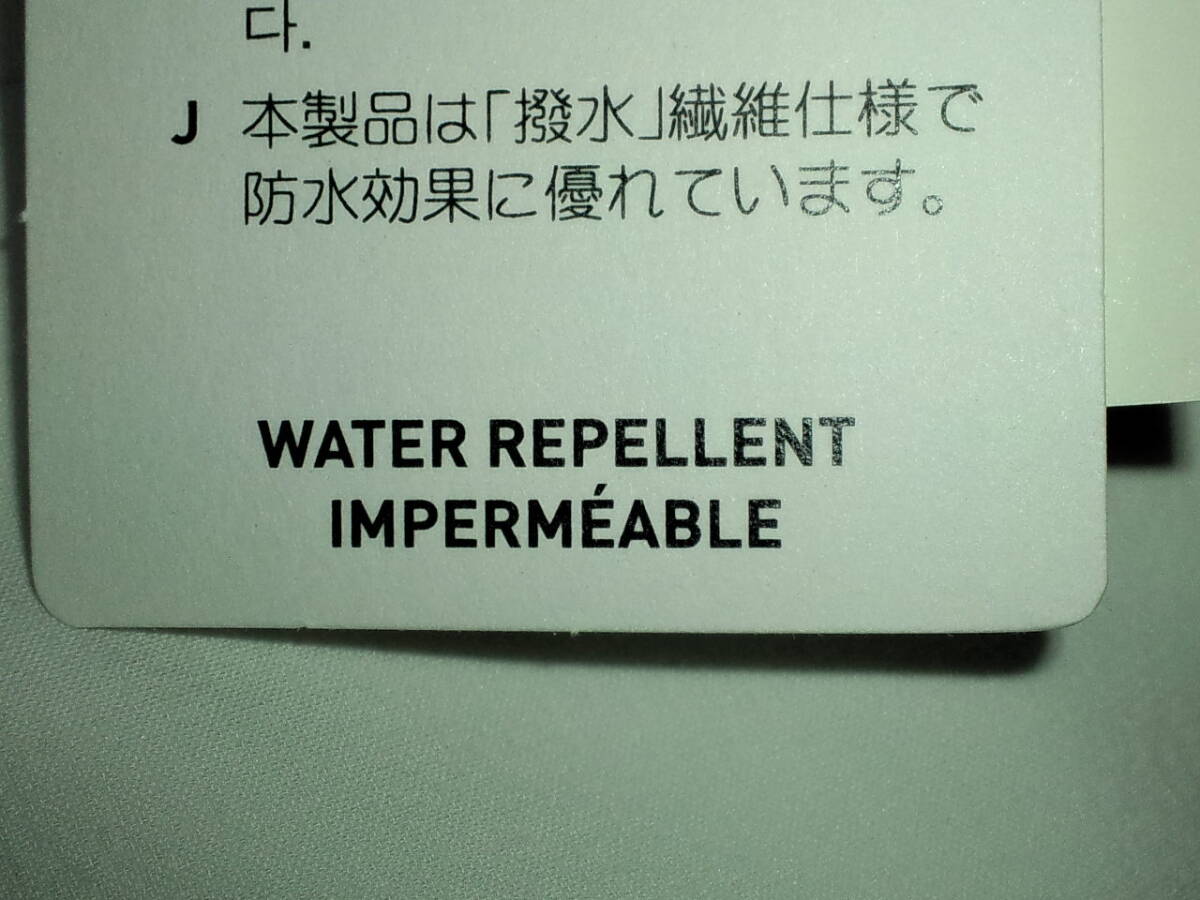 다.
J 本製品は「撥水」繊維仕様で
防水効果に優れています。
WATER REPELLENT
IMPERMÉABLE